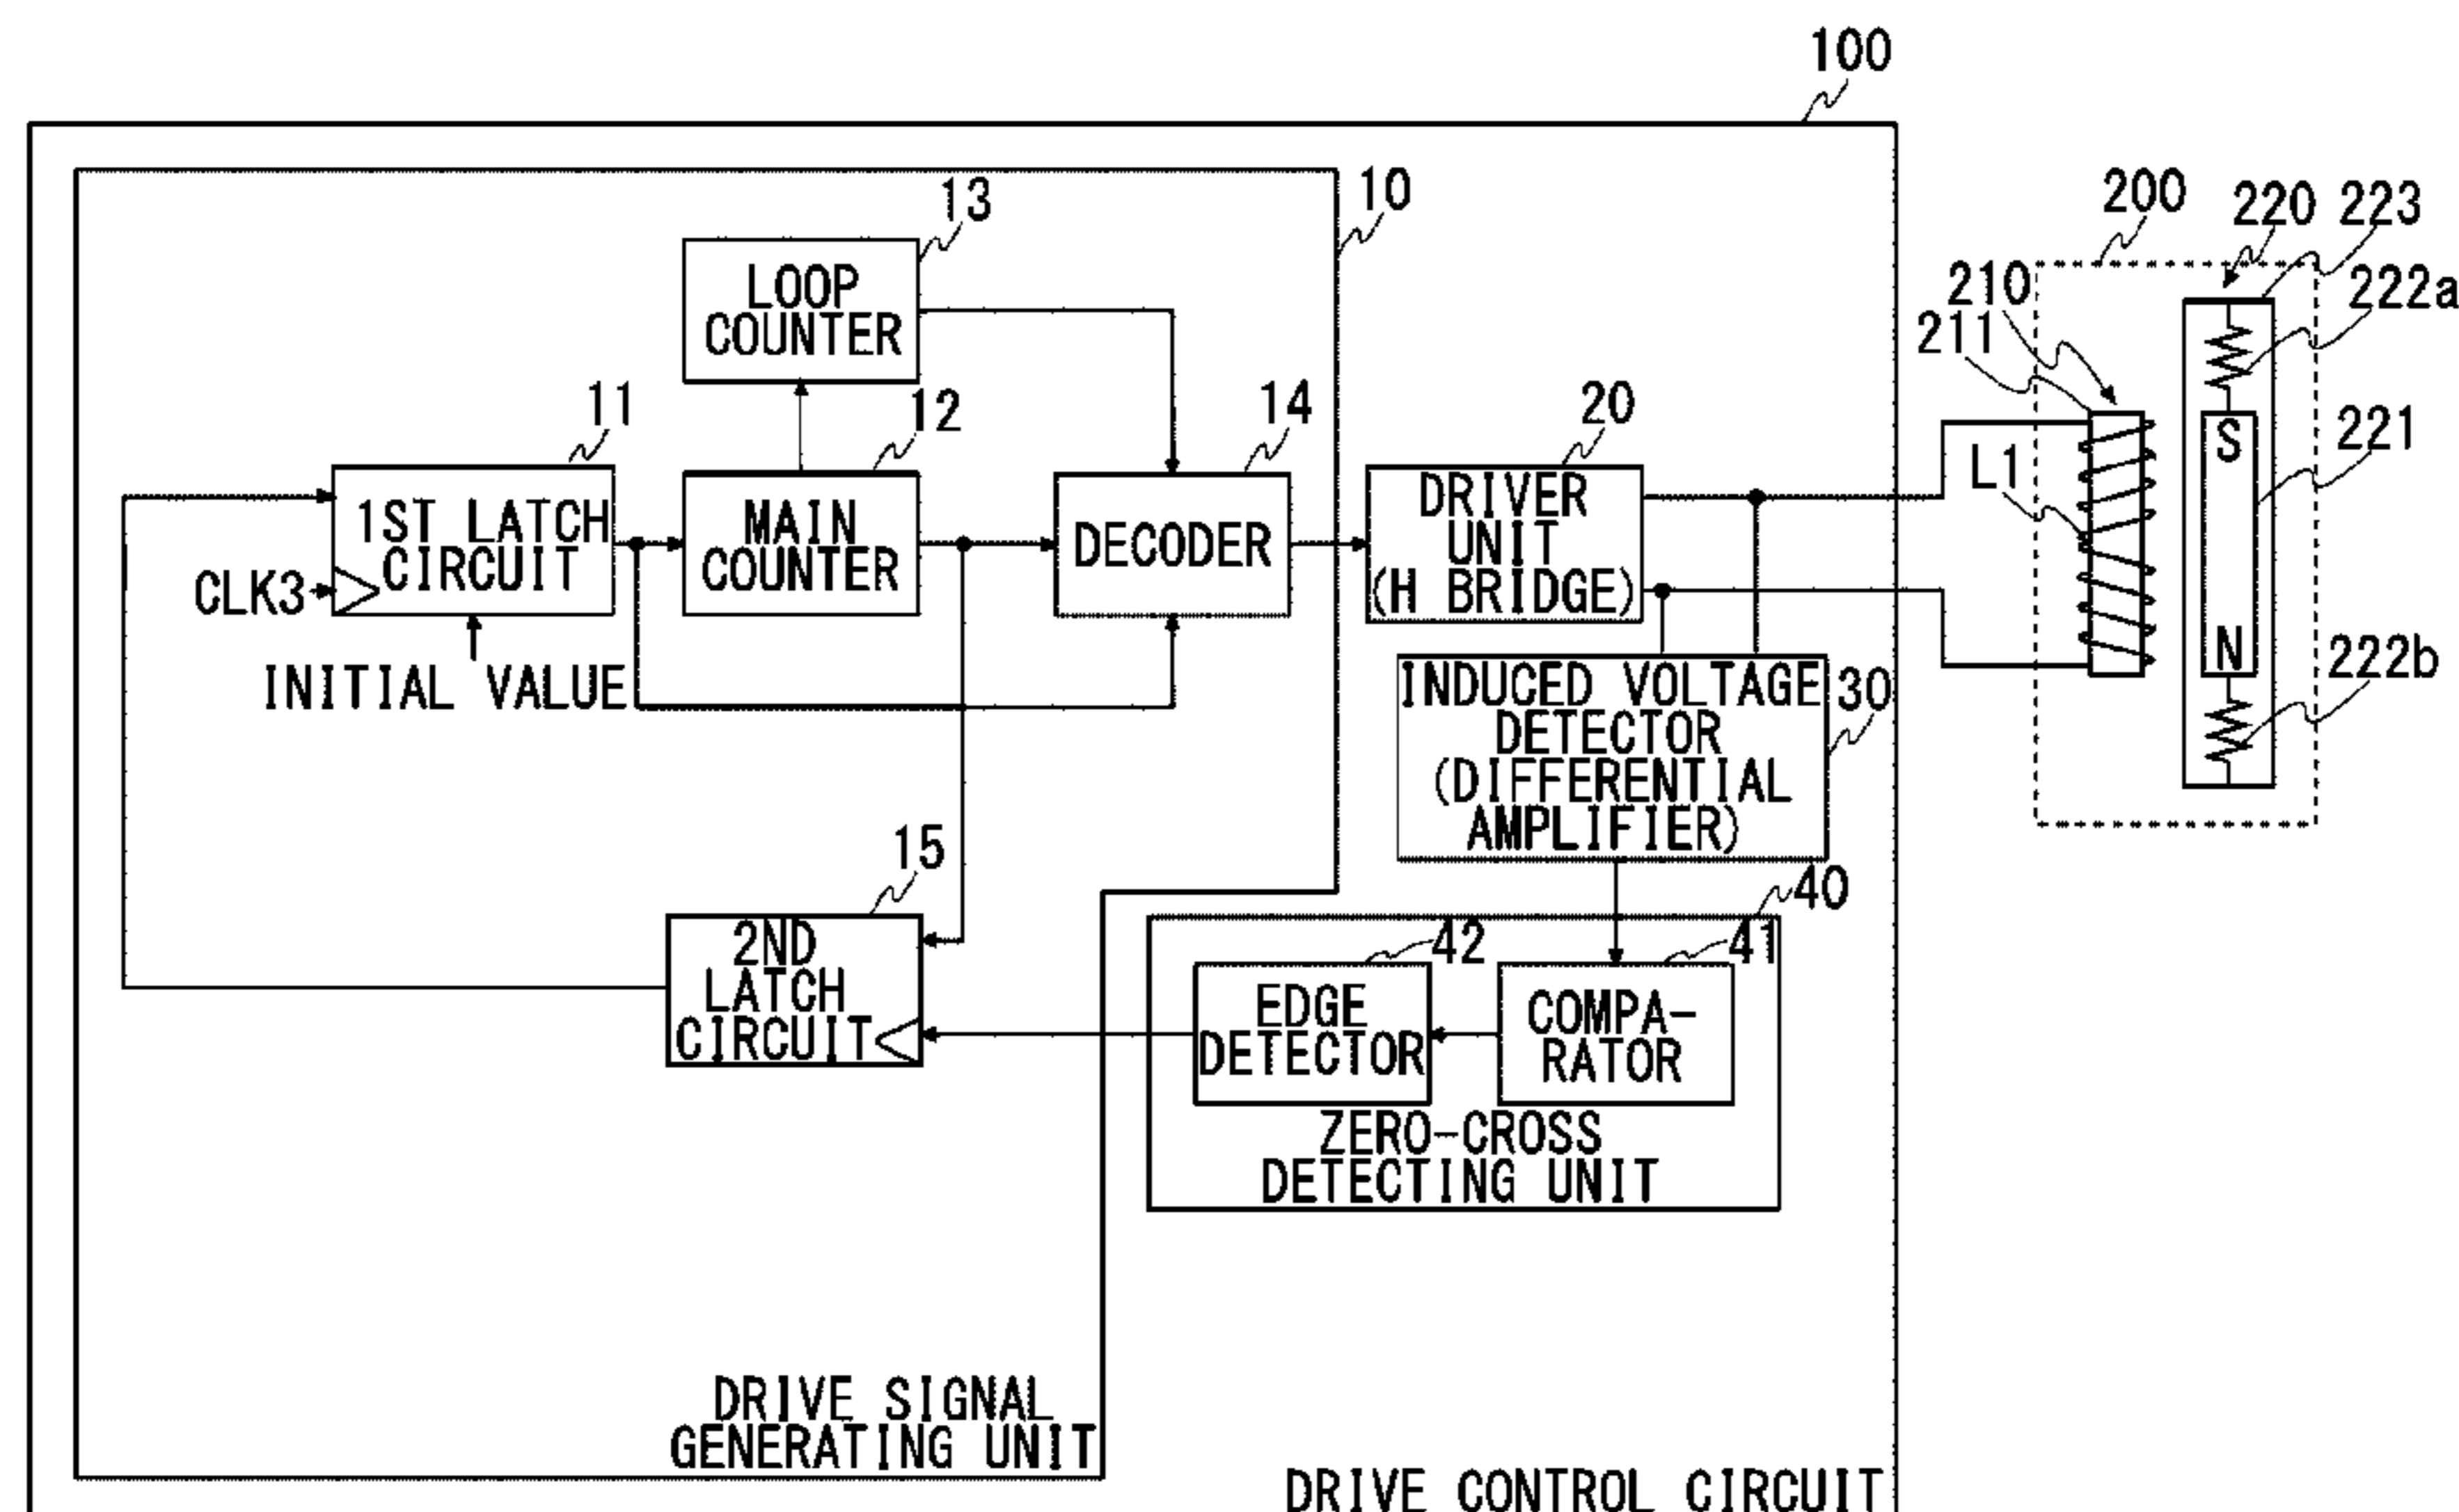 100
10
13
200
220
223
LOOP
COUNTER
210
222a
211
11
12
14
20
S
221
L1
1ST LATCH
CIRCUIT
MAIN
COUNTER
DECODER
DRIVER
UNIT
(H BRIDGE)
CLK3
N
222b
INITIAL VALUE
INDUCED VOLTAGE
DETECTOR
(DIFFERENTIAL
AMPLIFIER)
30
15
40
2ND
LATCH
CIRCUIT
42
41
EDGE
DETECTOR
COMPA-
RATOR
ZERO-CROSS
DETECTING UNIT
DRIVE SIGNAL
GENERATING UNIT
DRIVE CONTROL CIRCUIT